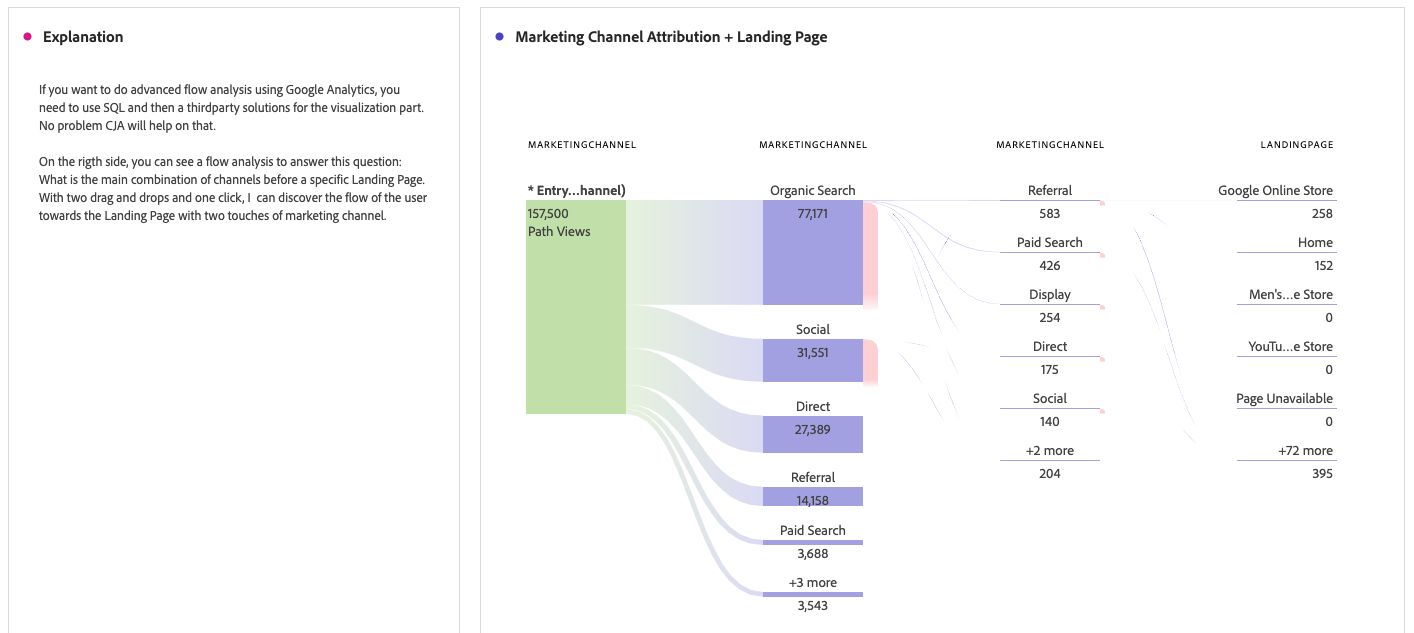 Explanation
If you want to do advanced flow analysis using Google Analytics, you
need to use SQL and then a thirdparty solutions for the visualization part.
No problem CJA will help on that.
On the rigth side, you can see a flow analysis to answer this question:
What is the main combination of channels before a specific Landing Page.
With two drag and drops and one click, I  can discover the flow of the user
towards the Landing Page with two touches of marketing channel.
Marketing Channel Attribution + Landing Page
MARKETINGCHANNEL
* Entry...hannel)
157,500
Path Views
MARKETINGCHANNEL
Organic Search
77,171
Social
31,551
Direct
27,389
Referral
14,158
Paid Search
3,688
+3 more
3,543
MARKETINGCHANNEL
Referral
583
Paid Search
426
Display
254
Direct
175
Social
140
+2 more
204
LANDINGPAGE
Google Online Store
258
Home
152
Men's...e Store
0
YouTu...e Store
0
Page Unavailable
0
+72 more
395